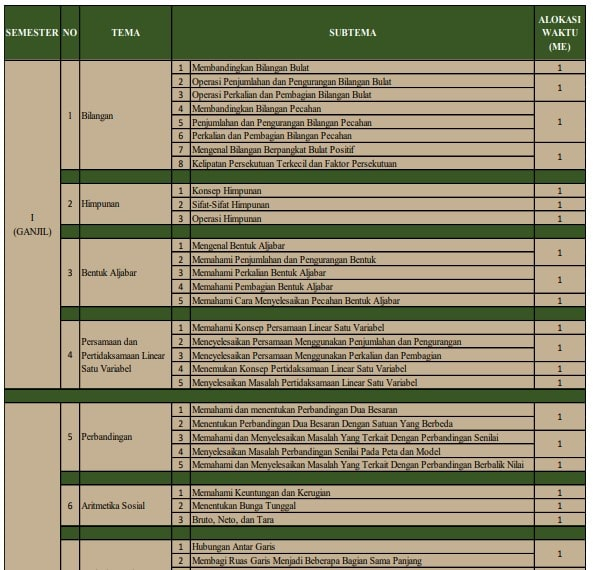 SEMESTER NO TEMA SUBTEMA ALOKASI WAKTU (ME)
I (GANJIL)
1 Bilangan
1 Membandingkan Bilangan Bulat 1
2 Operasi Penjumlahan dan Pengurangan Bilangan Bulat 1
3 Operasi Perkalian dan Pembagian Bilangan Bulat
4 Membandingkan Bilangan Pecahan
5 Penjumlahan dan Pengurangan Bilangan Pecahan 1
6 Perkalian dan Pembagian Bilangan Pecahan
7 Mengenal Bilangan Berpangkat Bulat Positif 1
8 Kelipatan Persekutuan Terkecil dan Faktor Persekutuan
2 Himpunan
1 Konsep Himpunan 1
2 Sifat-Sifat Himpunan 1
3 Operasi Himpunan 1
3 Bentuk Aljabar
1 Mengenal Bentuk Aljabar 1
2 Memahami Penjumlahan dan Pengurangan Bentuk
3 Memahami Perkalian Bentuk Aljabar 1
4 Memahami Pembagian Bentuk Aljabar
5 Memahami Cara Menyelesaikan Pecahan Bentuk Aljabar 1
4 Persamaan dan Pertidaksamaan Linear Satu Variabel
1 Memahami Konsep Persamaan Linear Satu Variabel 1
2 Meneyelesaikan Persamaan Menggunakan Penjumlahan dan Pengurangan 1
3 Meneyelesaikan Persamaan Menggunakan Perkalian dan Pembagian
4 Menemukan Konsep Pertidaksamaan Linear Satu Variabel 1
5 Menyelesaikan Masalah Pertidaksamaan Linear Satu Variabel 1
5 Perbandingan
1 Memahami dan menentukan Perbandingan Dua Besaran 1
2 Menentukan Perbandingan Dua Besaran Dengan Satuan Yang Berbeda
3 Memahami dan Menyelesaikan Masalah Yang Terkait Dengan Perbandingan Senilai 1
4 Menyelesaikan Masalah Perbandingan Senilai Pada Peta dan Model
5 Memahami dan Menyelesaikan Masalah Yang Terkait Dengan Perbandingan Berbalik Nilai 1
6 Aritmetika Sosial
1 Memahami Keuntungan dan Kerugian 1
2 Menentukan Bunga Tunggal 1
3 Bruto, Neto, dan Tara 1
1 Hubungan Antar Garis 1
2 Membagi Ruas Garis Menjadi Beberapa Bagian Sama Panjang